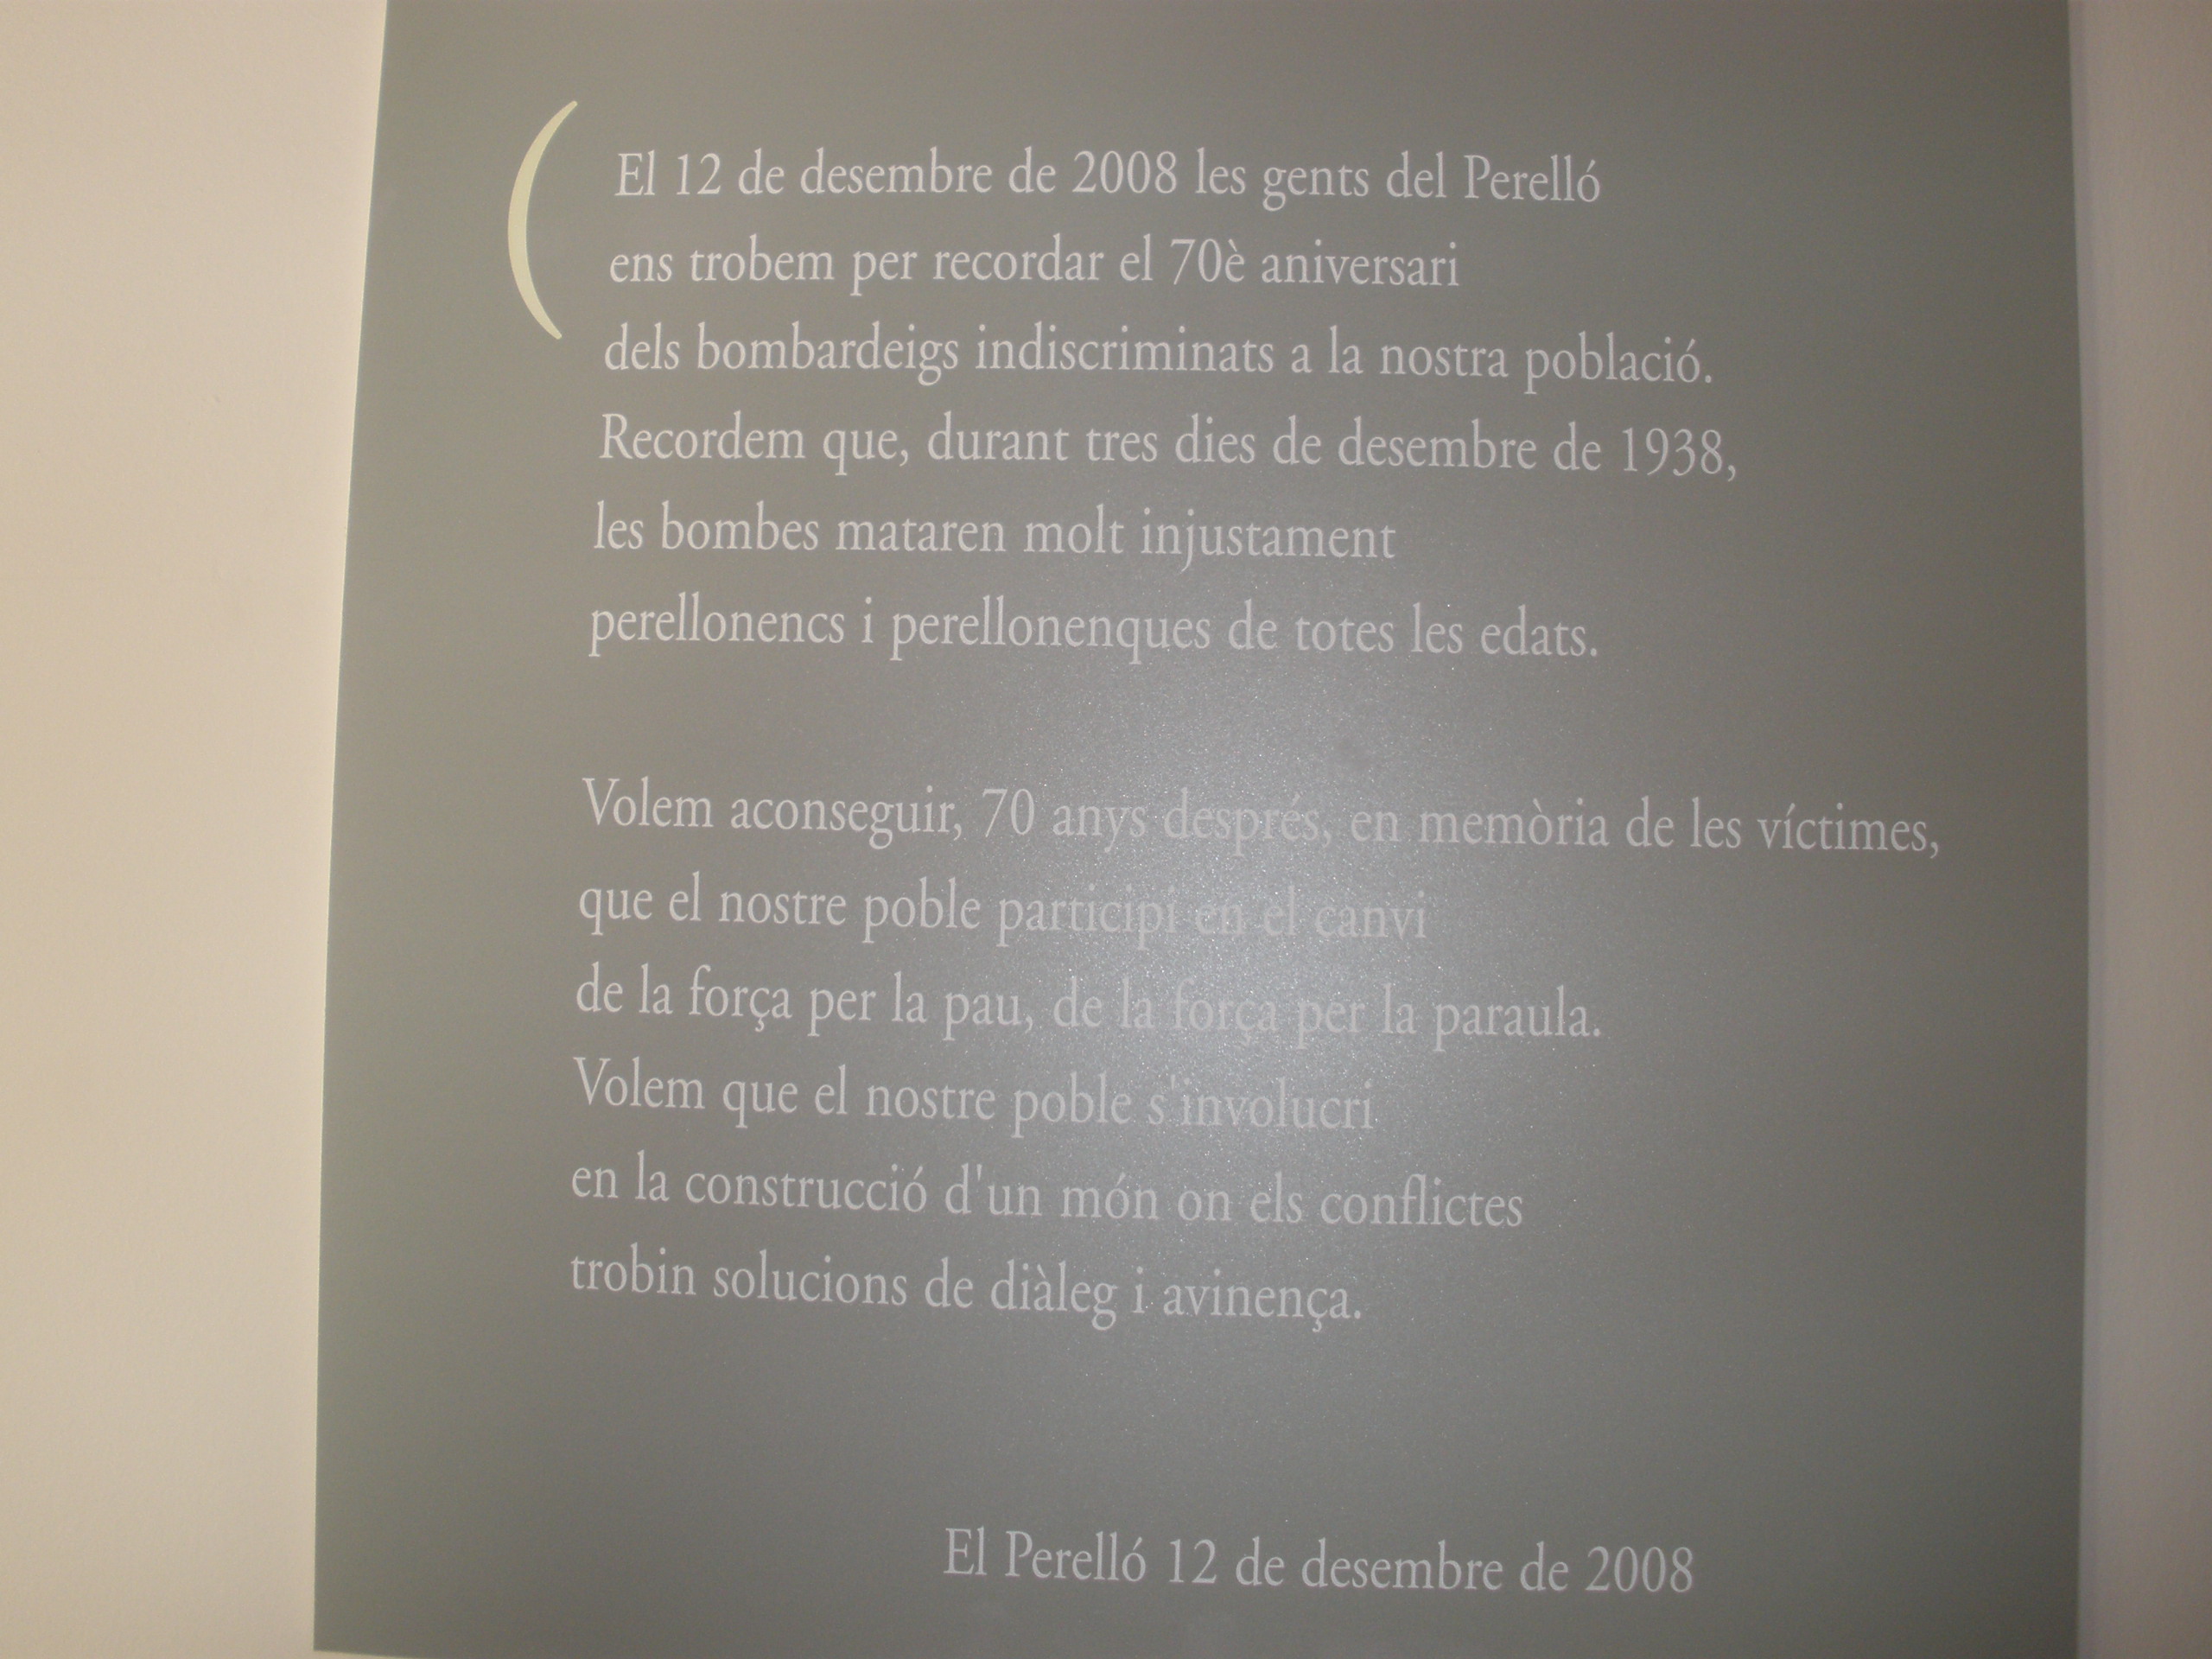 El 12 de desembre de 2008 les gents del Perelló
ens trobem per recordar el 70è aniversari
dels bombardeigs indiscriminats a la nostra població.
Recordem que, durant tres dies de desembre de 1938,
les bombes mataren molt injustament
perellonencs i perellonenques de totes les edats.
Volem aconseguir, 70 anys després, en memòria de les víctimes,
que el nostre poble participi en el canvi
de la força per la pau, de la força per la paraula.
Volem que el nostre poble s'involucri
en la construcció d'un món on els conflictes
trobin solucions de diàleg i avinença.
El Perelló 12 de desembre de 2008